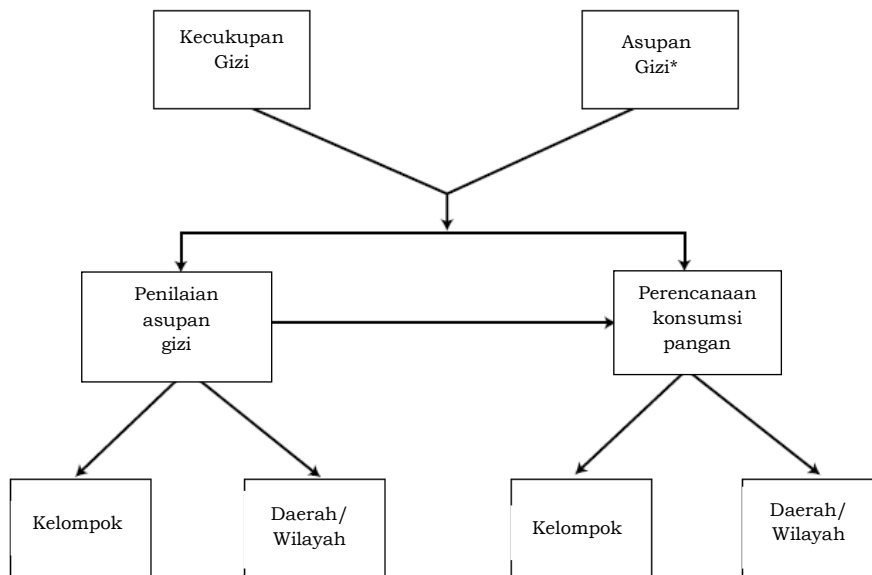 Kecukupan
Gizi
Asupan
Gizi*
Penilaian
asupan
gizi
Perencanaan
konsumsi
pangan
Kelompok
Daerah/
Wilayah
Kelompok
Daerah/
Wilayah